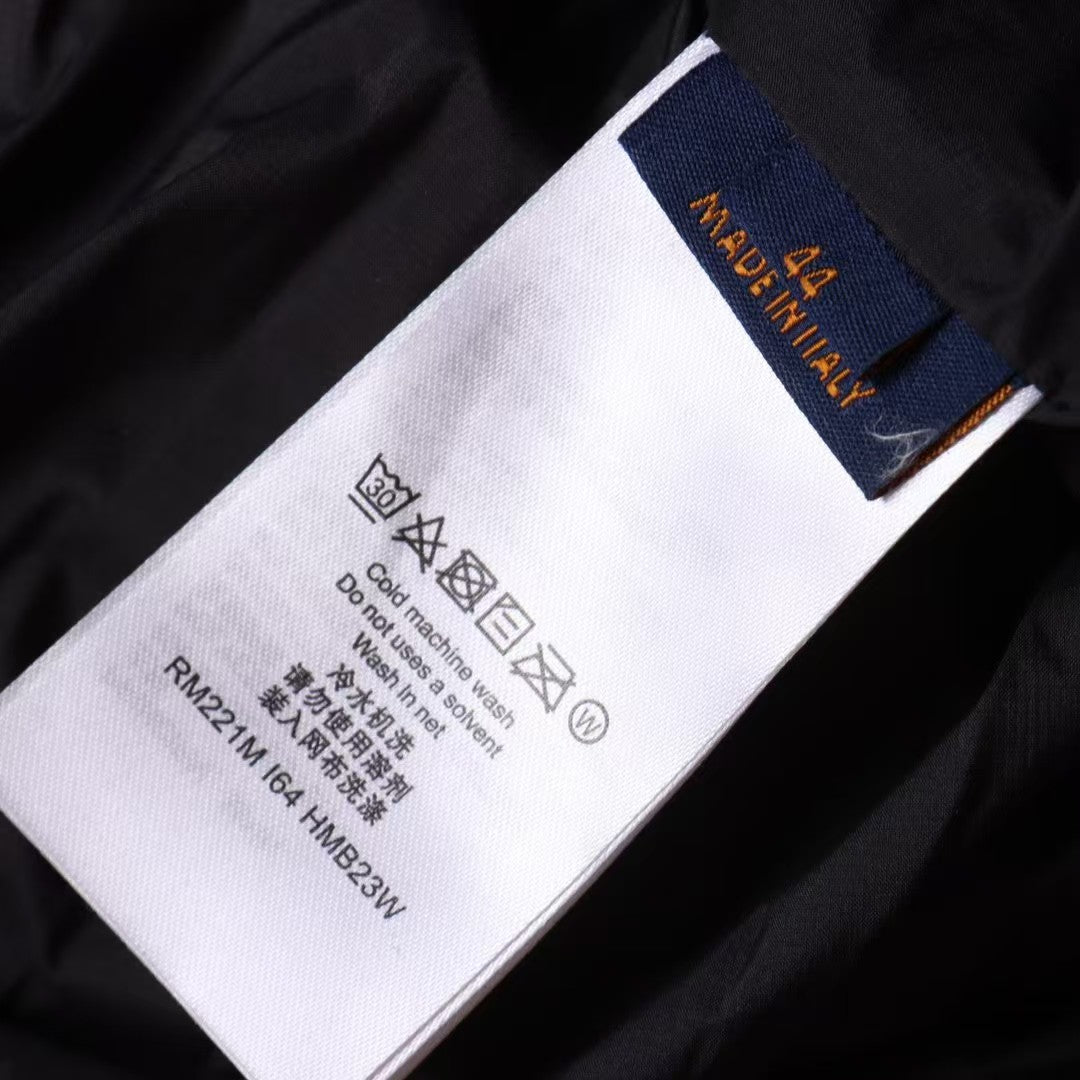 44
MADE IN ITALY
30
W
Cold machine wash
Do not uses a solvent
Wash In net
冷水机洗
请勿使用溶剂
装入网布洗涤
RM221M I64 HMB23W